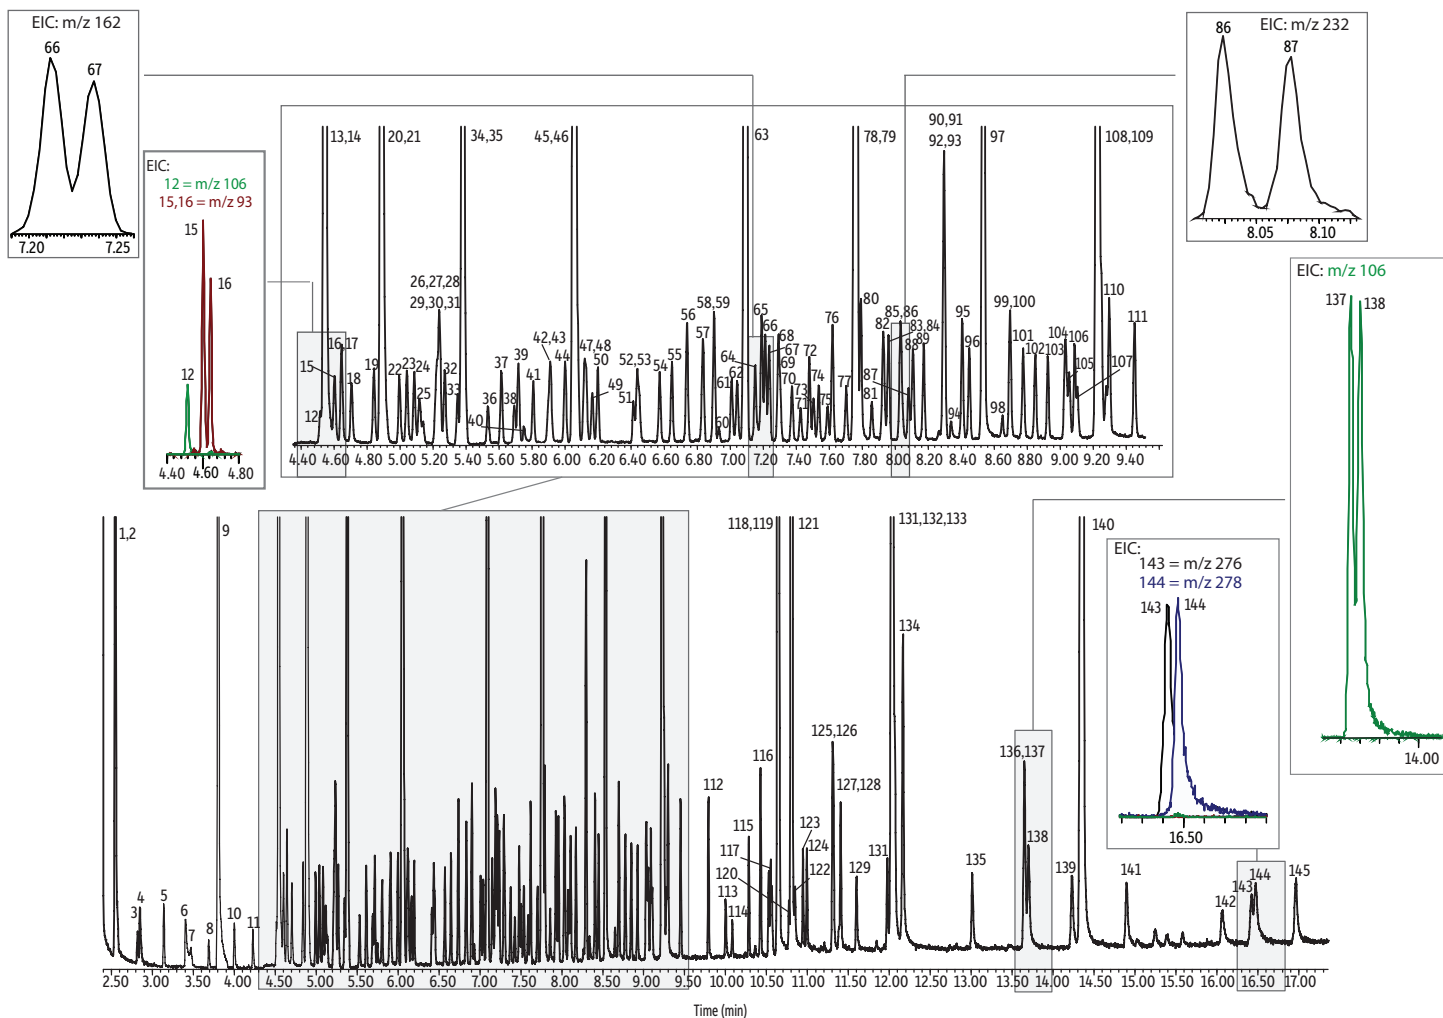 EIC: m/z 162
66
67
7.20 7.25
EIC:
12 = m/z 106
15,16 = m/z 93
15
16
12
4.40 4.60 4.80
EIC: m/z 232
86
87
8.05 8.10
EIC: m/z 106
137 138
14.00
13,14 20,21 34,35 45,46 63 78,79 90,91 97 108,109
92,93
26,27,28
29,30,31
15 16,17 18 19 22 23 24 25 32 33 36 37 38 39 40 41 42,43 44 47,48 49 50 51 52,53 54 55 56 57 58,59 60 61 62 64 65 66 67 68 69 70 71 72 73 74 75 76 77 80 81 82 83,84 85,86 87 88 89 94 95 96 98 99,100 101 102 103 104 105 106 107 110 111
12
4.40 4.60 4.80 5.00 5.20 5.40 5.60 5.80 6.00 6.20 6.40 6.60 6.80 7.00 7.20 7.40 7.60 7.80 8.00 8.20 8.40 8.60 8.80 9.00 9.20 9.40
1,2 9 118,119 121 131,132,133 140
EIC:
143 = m/z 276
144 = m/z 278
143 144
16.50
3 4 5 6 7 8 10 11 112 113 114 115 116 117 120 122 123 124 125,126 127,128 129 131 134 135 136,137 138 139 141 142 143 144 145
2.50 3.00 3.50 4.00 4.50 5.00 5.50 6.00 6.50 7.00 7.50 8.00 8.50 9.00 9.50 10.00 10.50 11.00 11.50 12.00 12.50 13.00 13.50 14.00 14.50 15.00 15.50 16.00 16.50 17.00
Time (min)